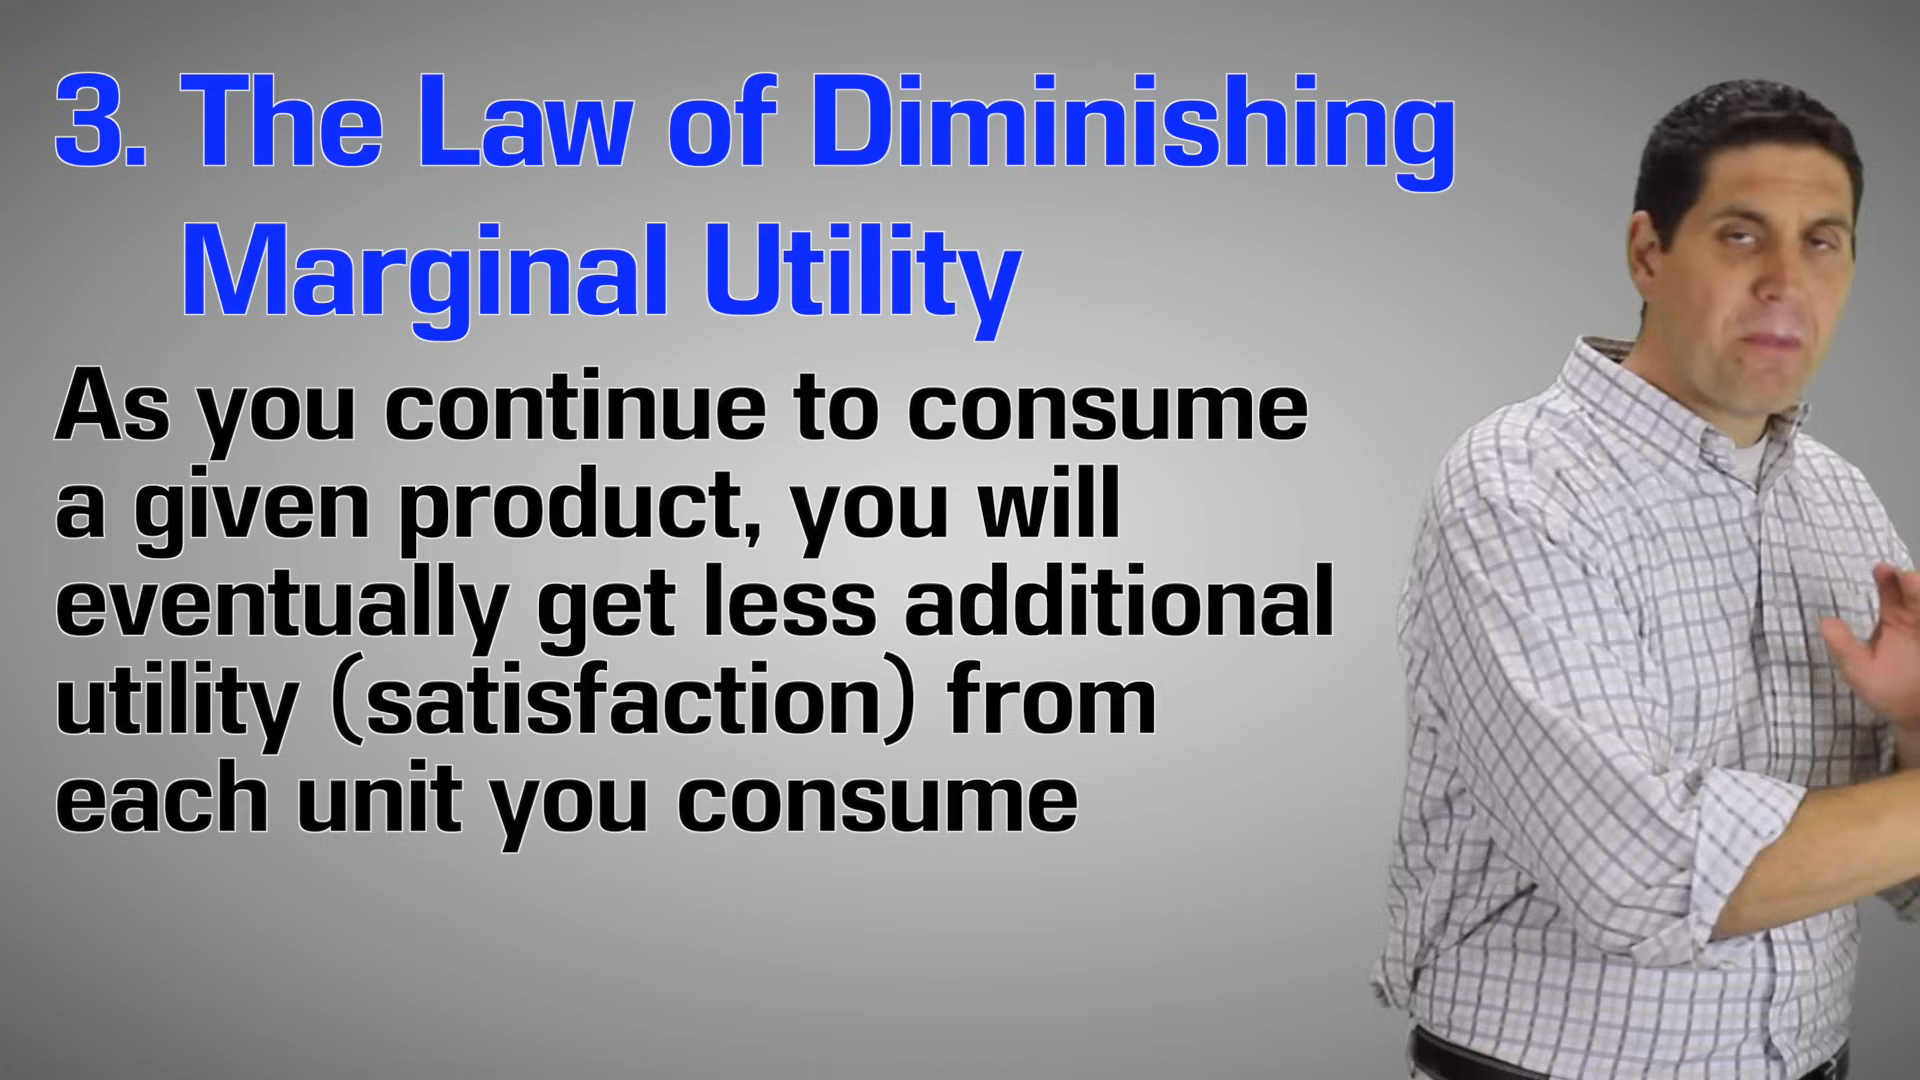 3. The Law of Diminishing
Marginal Utility
As you continue to consume
a given product, you will
eventually get less additional
utility (satisfaction) from
each unit you consume